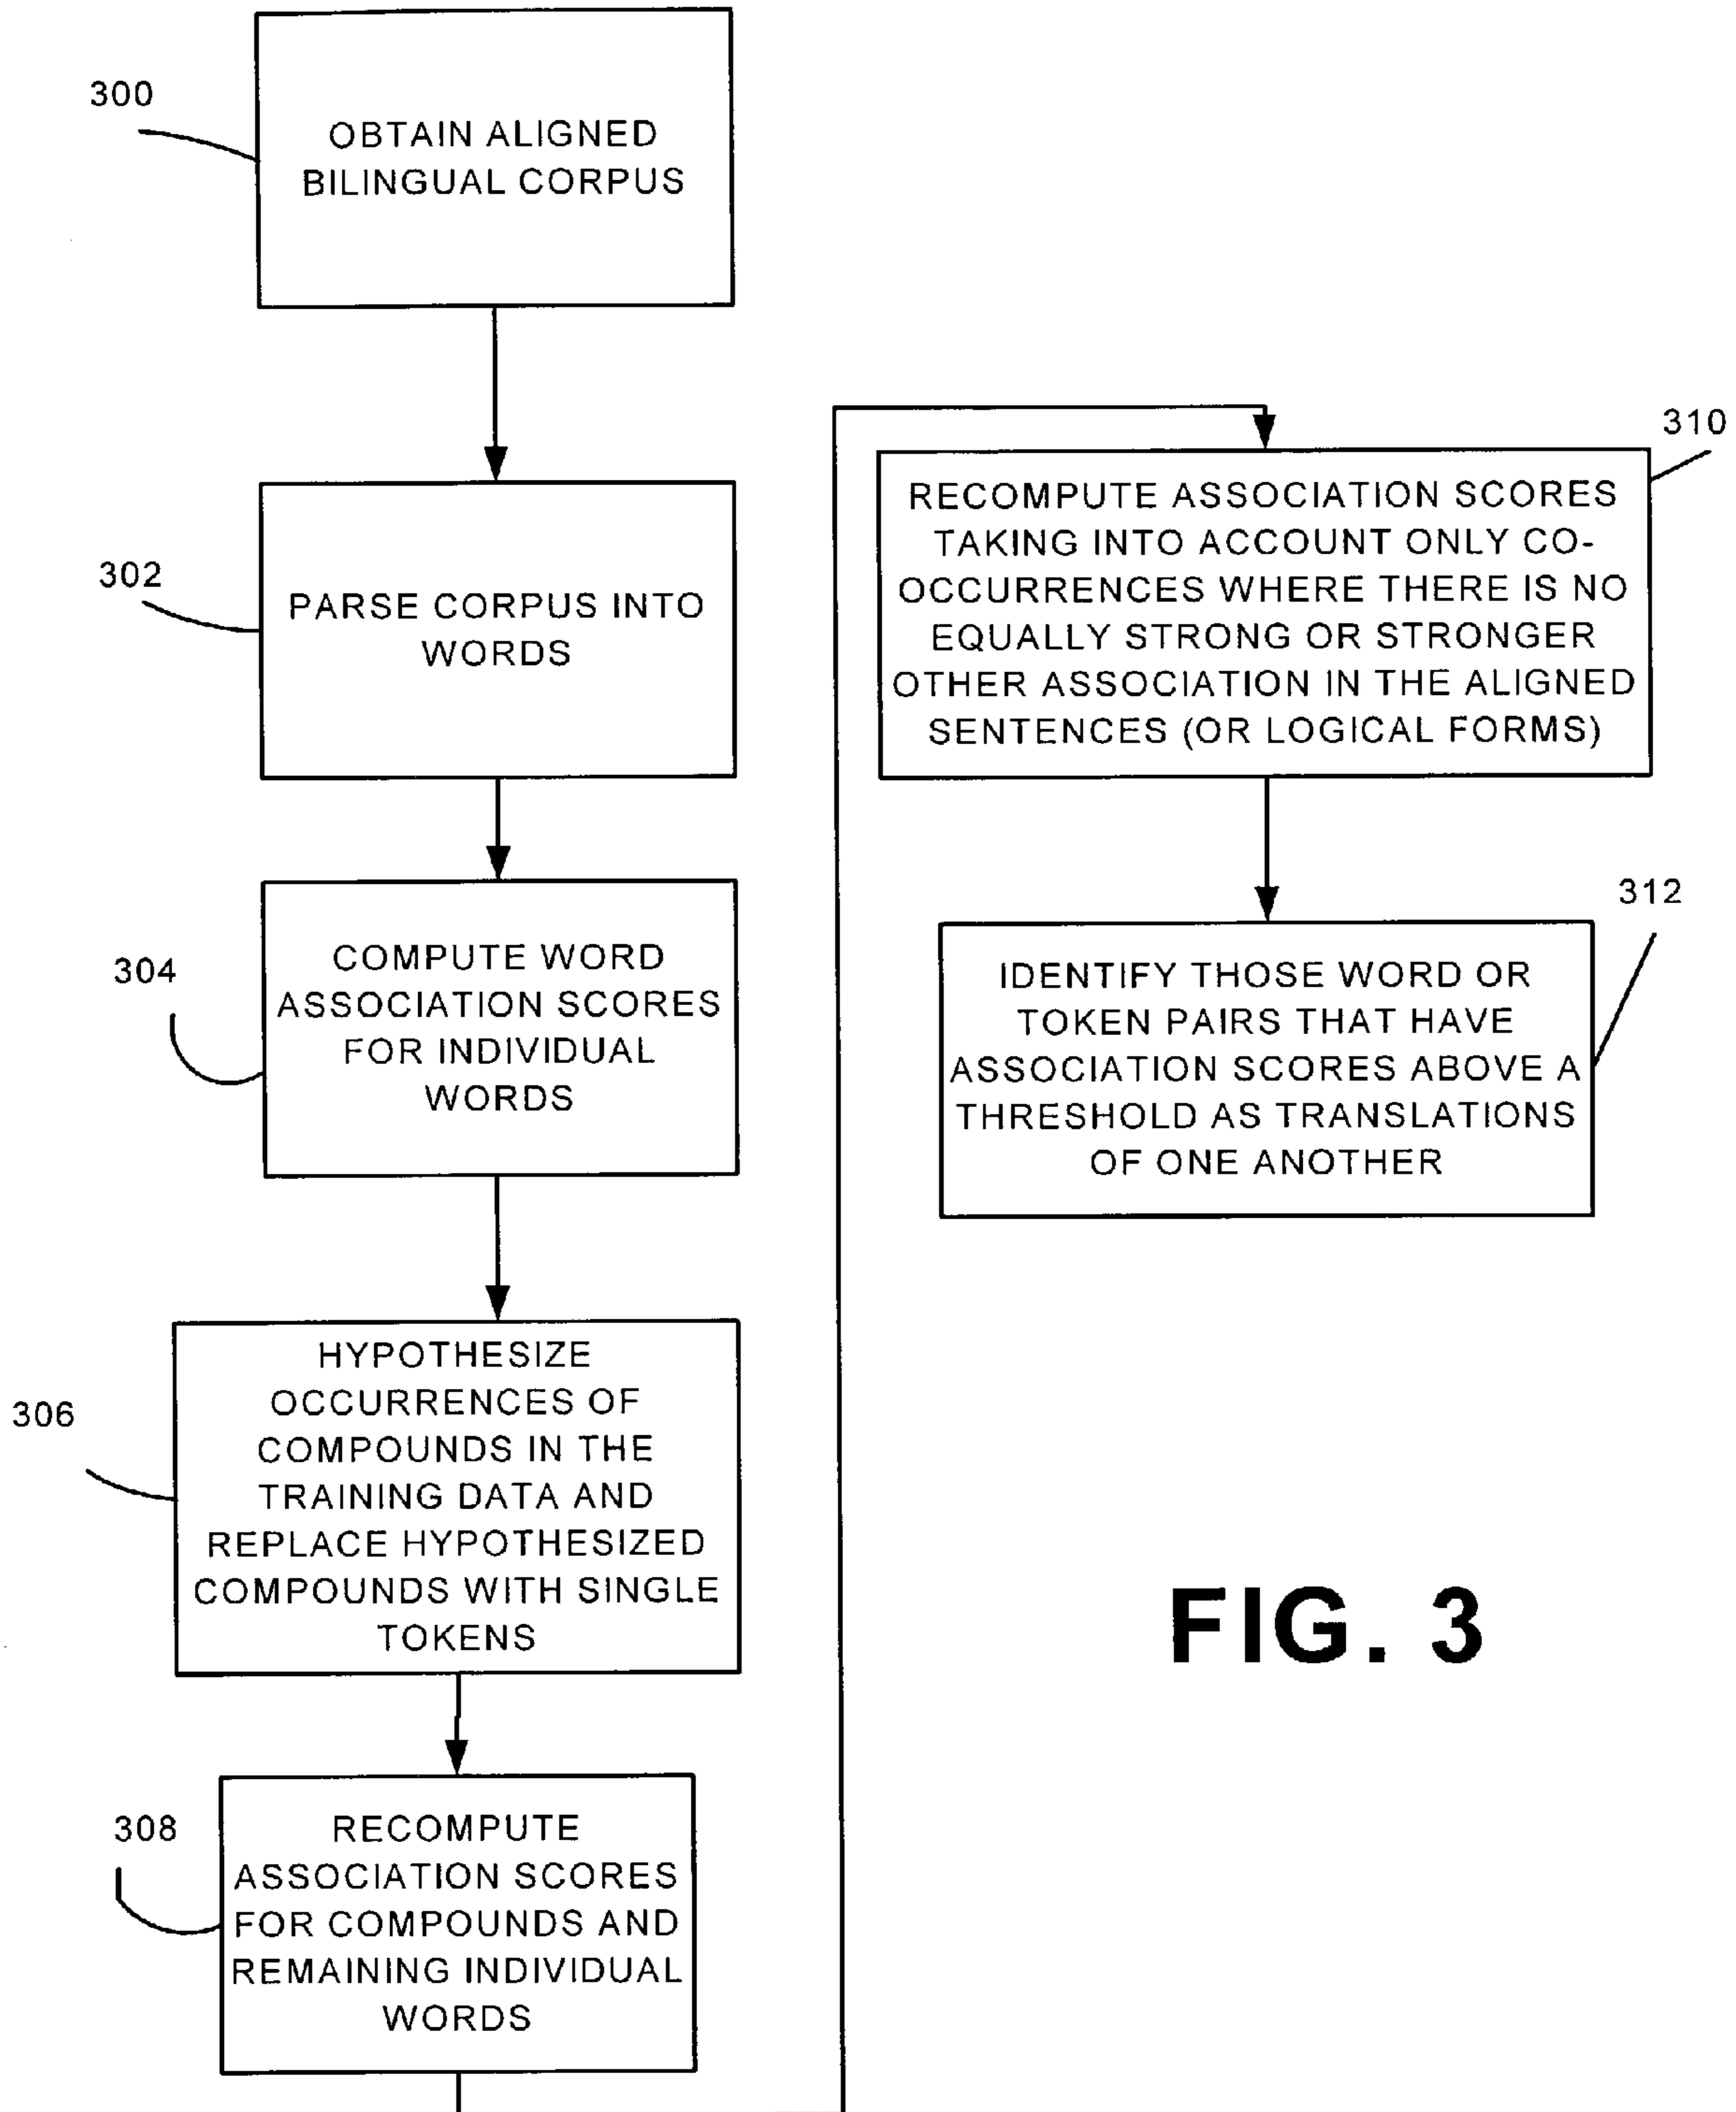 300
OBTAIN ALIGNED
BILINGUAL CORPUS
302
PARSE CORPUS INTO
WORDS
304
COMPUTE WORD
ASSOCIATION SCORES
FOR INDIVIDUAL
WORDS
306
HYPOTHESIZE
OCCURRENCES OF
COMPOUNDS IN THE
TRAINING DATA AND
REPLACE HYPOTHESIZED
COMPOUNDS WITH SINGLE
TOKENS
308
RECOMPUTE
ASSOCIATION SCORES
FOR COMPOUNDS AND
REMAINING INDIVIDUAL
WORDS
310
RECOMPUTE ASSOCIATION SCORES
TAKING INTO ACCOUNT ONLY CO-
OCCURRENCES WHERE THERE IS NO
EQUALLY STRONG OR STRONGER
OTHER ASSOCIATION IN THE ALIGNED
SENTENCES (OR LOGICAL FORMS)
312
IDENTIFY THOSE WORD OR
TOKEN PAIRS THAT HAVE
ASSOCIATION SCORES ABOVE A
THRESHOLD AS TRANSLATIONS
OF ONE ANOTHER
FIG. 3